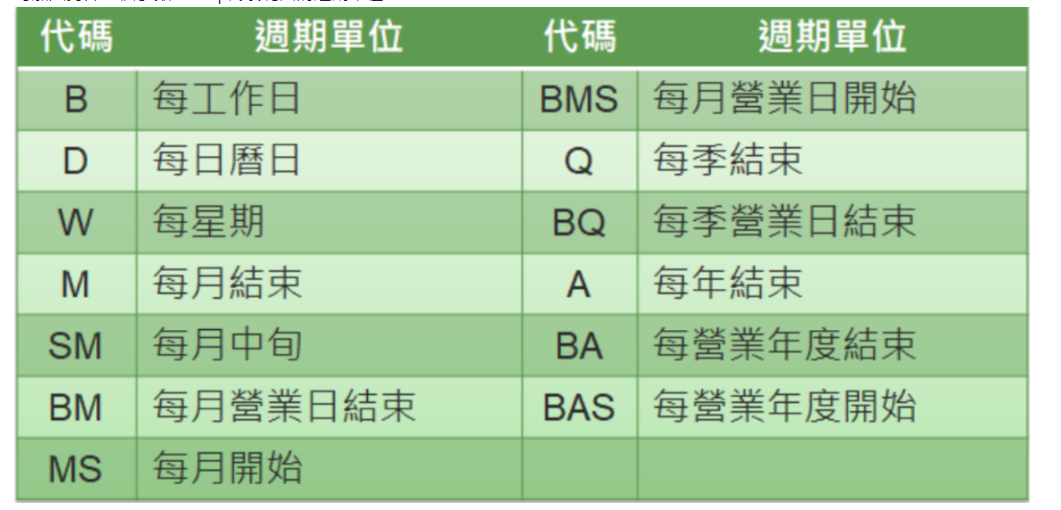 代碼 週期單位 代碼 週期單位
B 每工作日 BMS 每月營業日開始
D 每日曆日 Q 每季結束
W 每星期 BQ 每季營業日結束
M 每月結束 A 每年結束
SM 每月中旬 BA 每營業年度結束
BM 每月營業日結束 BAS 每營業年度開始
MS 每月開始